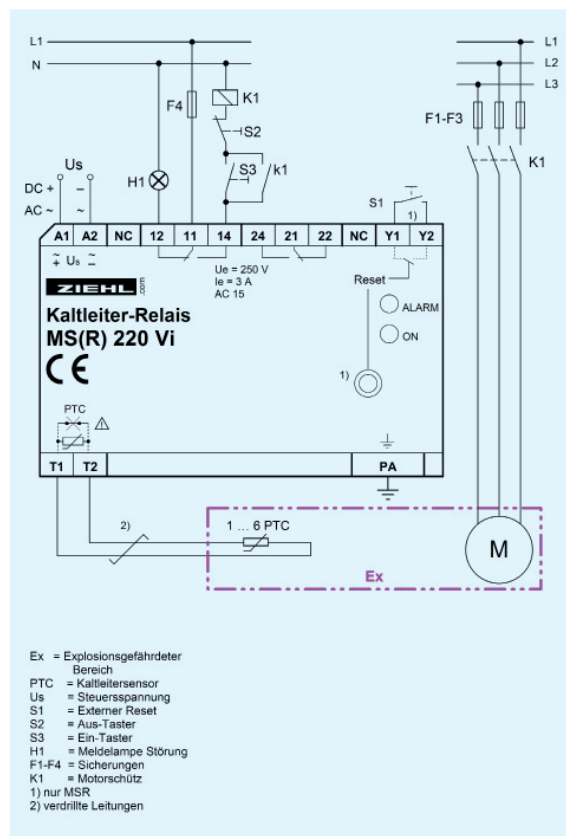 L1
N
L1
L2
L3
F4
K1
S2
S3
k1
H1
F1-F3
K1
Us
DC + –
AC ~ ~
S1
1)
A1 A2 NC 12 11 14 24 21 22 NC Y1 Y2
~ + Us ~ –
Ue = 250 V
Ie = 3 A
AC 15
Reset
ZIEHL .com
Kaltleiter-Relais
MS(R) 220 Vi
CE
ALARM
ON
1)
PTC
T1 T2 PA
2)
1 ... 6 PTC
M
Ex
Ex = Explosionsgefährdeter
Bereich
PTC = Kaltleitersensor
Us = Steuersspannung
S1 = Externer Reset
S2 = Aus-Taster
S3 = Ein-Taster
H1 = Meldelampe Störung
F1-F4 = Sicherungen
K1 = Motorschütz
1) nur MSR
2) verdrillte Leitungen